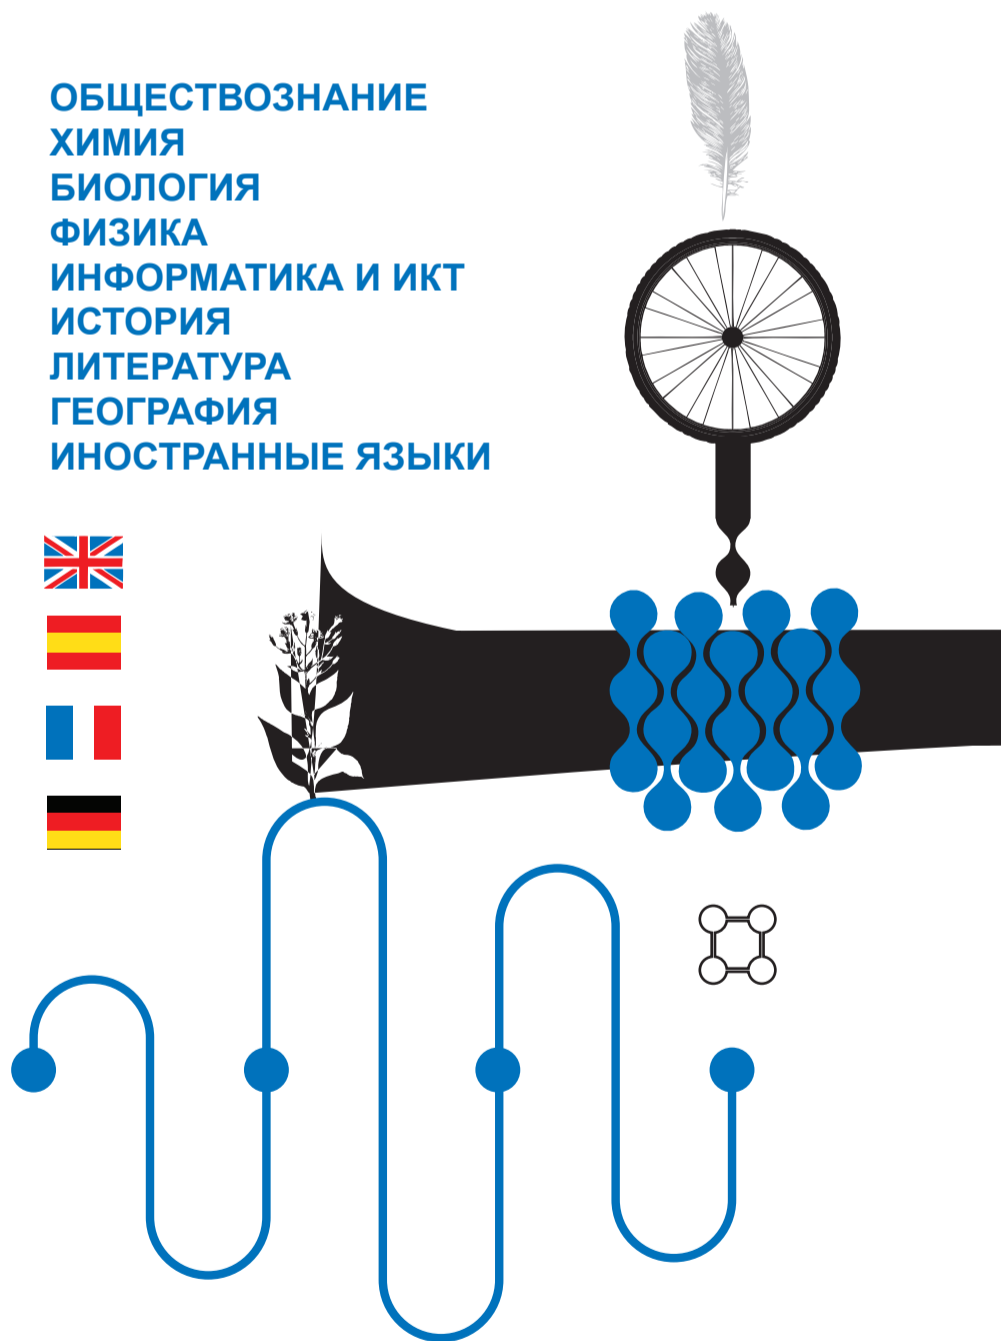 ОБЩЕСТВОЗНАНИЕ
ХИМИЯ
БИОЛОГИЯ
ФИЗИКА
ИНФОРМАТИКА И ИКТ
ИСТОРИЯ
ЛИТЕРАТУРА
ГЕОГРАФИЯ
ИНОСТРАННЫЕ ЯЗЫКИ